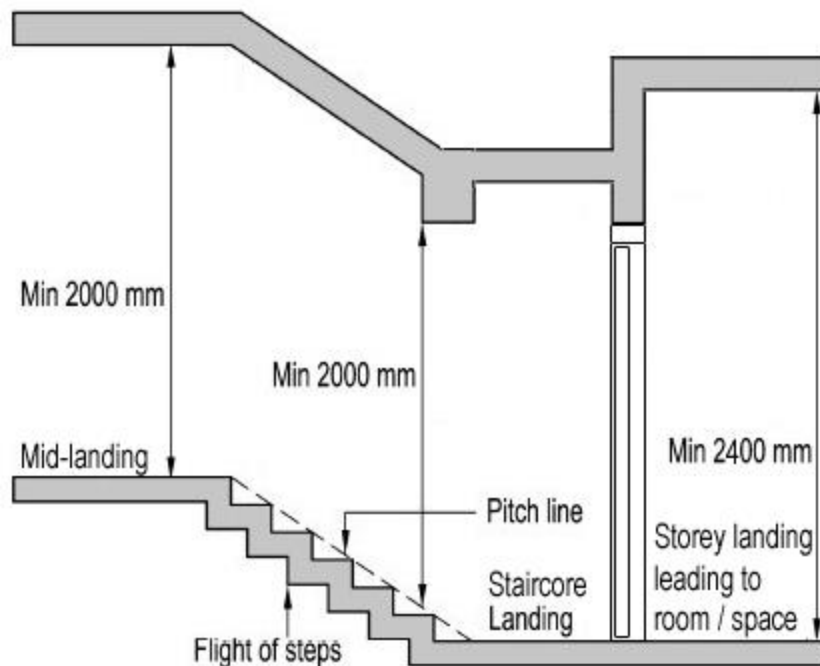 Min 2000 mm
Min 2000 mm
Min 2400 mm
Mid-landing
Pitch line
Staircore
Landing
Storey landing
leading to
room / space
Flight of steps